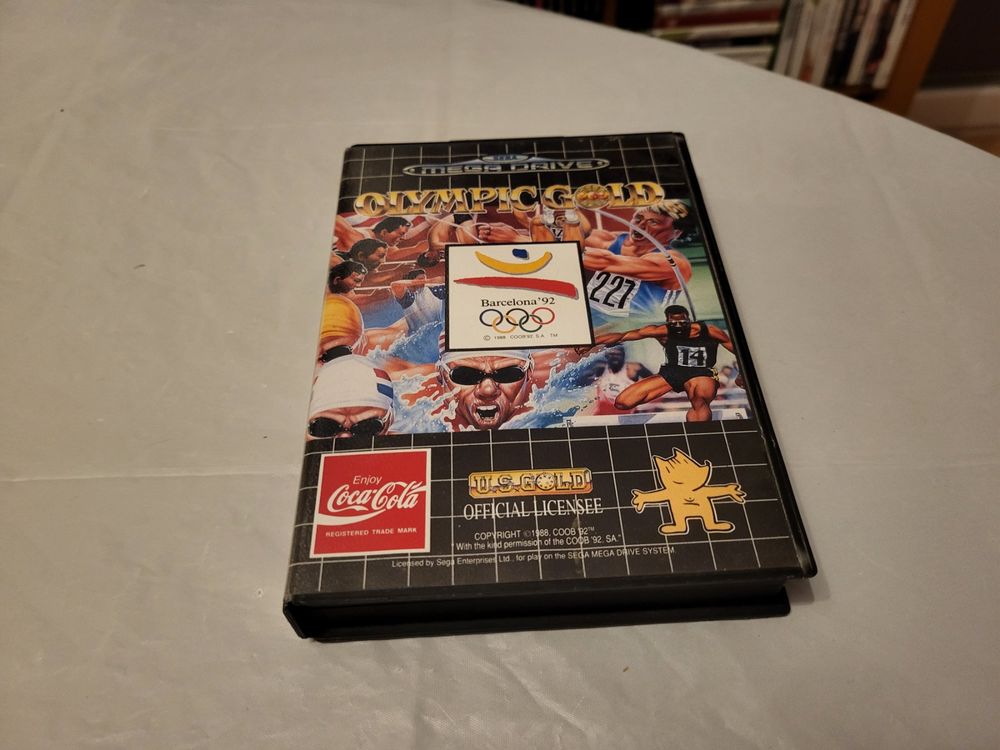 SEGA
MEGA DRIVE
OLYMPIC GOLD
227
Barcelona '92
© 1988. COOB '92, S.A. TM
14
Enjoy
Coca-Cola
REGISTERED TRADE MARK
U.S. GOLD
OFFICIAL LICENSEE
COPYRIGHT ©1988. COOB '92™
"With the kind permission of the COOB '92, SA."
Licensed by Sega Enterprises Ltd., for play on the SEGA MEGA DRIVE SYSTEM.